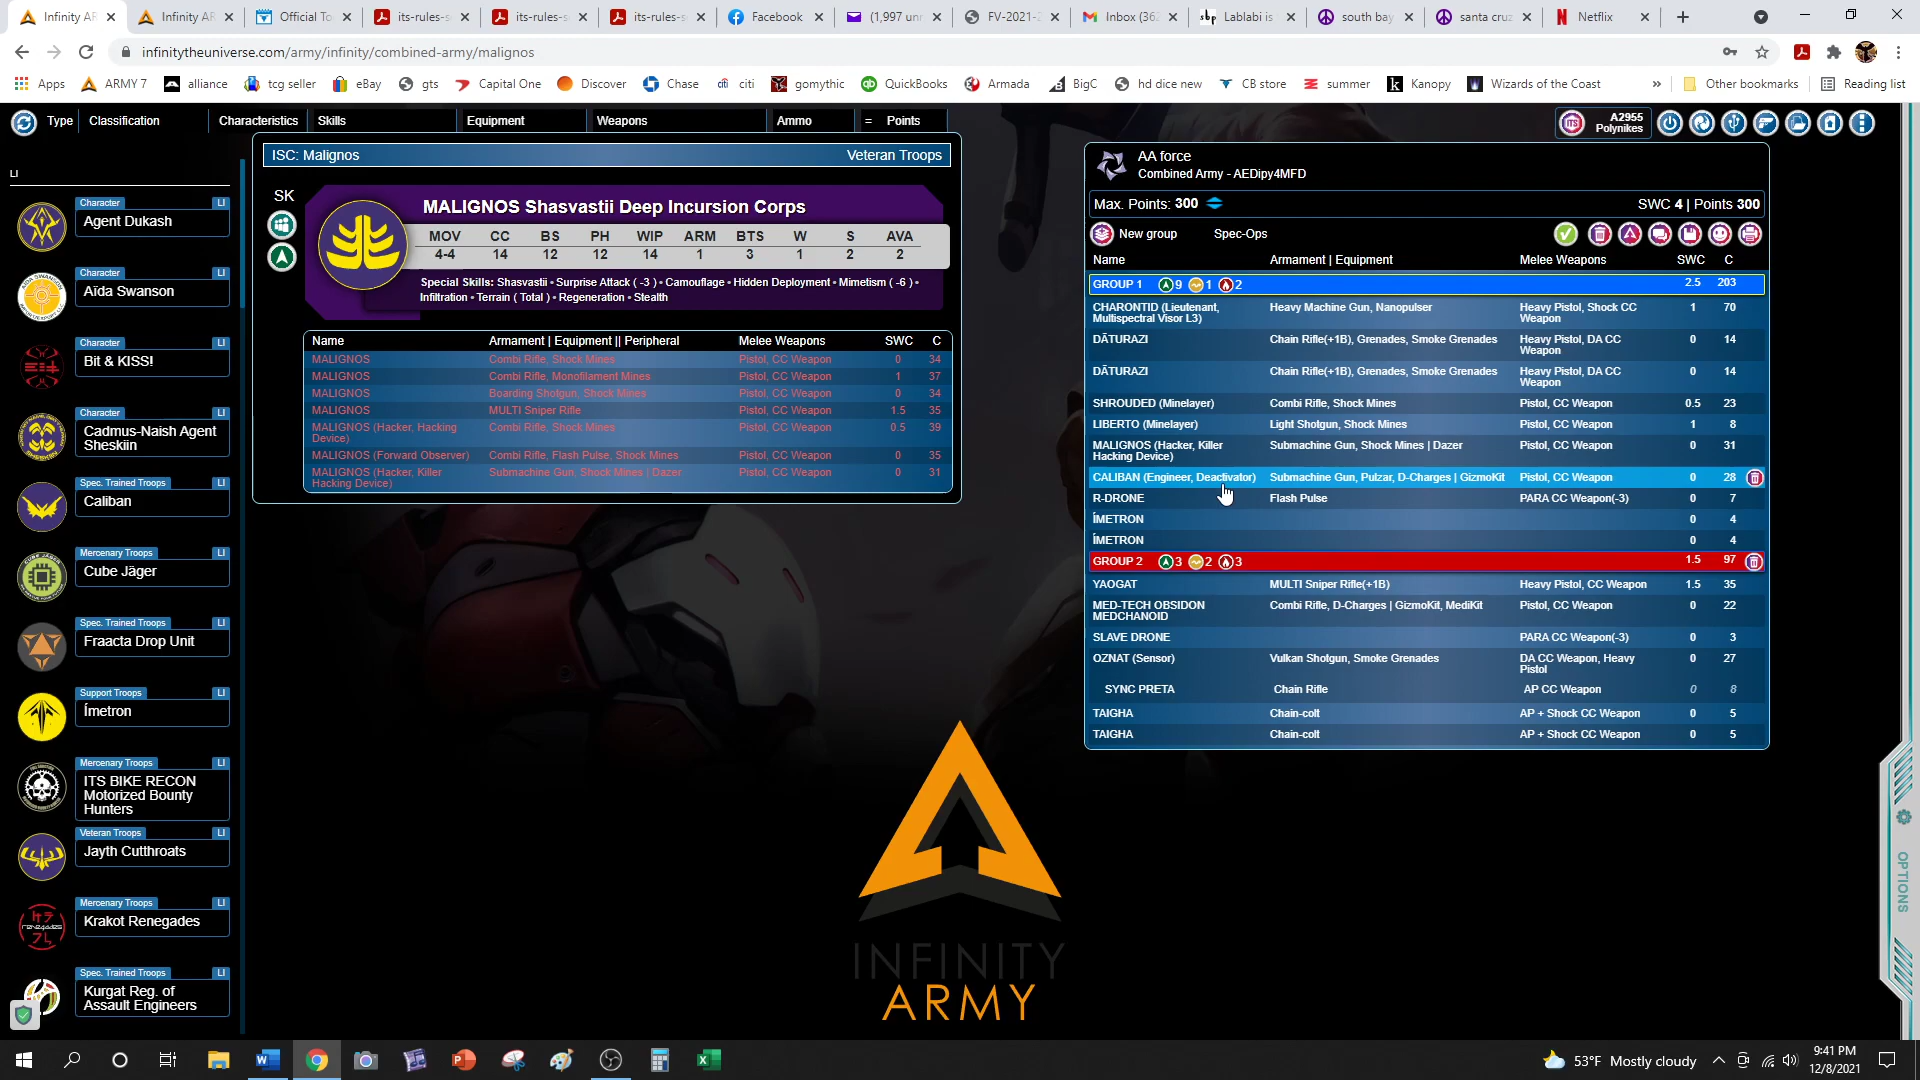 Infinity AR
Infinity AR
Official To
its-rules-s
its-rules-s
its-rules-s
Facebook
(1,997 unr
FV-2021-2
Inbox (36
Lablabi is
south bay
santa cruz
Netflix
infinitytheuniverse.com/army/infinity/combined-army/malignos
Apps
ARMY 7
alliance
tcg seller
eBay
gts
Capital One
Discover
Chase
citi
gomythic
QuickBooks
Armada
BigC
hd dice new
CB store
summer
Kanopy
Wizards of the Coast
»
Other bookmarks
Reading list
Type Classification Characteristics Skills Equipment Weapons Ammo = Points
A2955
Polynikes
LI
Character LI
Agent Dukash
Character LI
Aïda Swanson
Character LI
Bit & KISS!
Character LI
Cadmus-Naish Agent
Sheskiin
Spec. Trained Troops LI
Caliban
Mercenary Troops LI
Cube Jäger
Spec. Trained Troops LI
Fraacta Drop Unit
Support Troops LI
Ímetron
Mercenary Troops LI
ITS BIKE RECON
Motorized Bounty
Hunters
Veteran Troops LI
Jayth Cutthroats
Mercenary Troops LI
Krakot Renegades
Spec. Trained Troops LI
Kurgat Reg. of
Assault Engineers
ISC: Malignos Veteran Troops
SK
MALIGNOS Shasvastii Deep Incursion Corps
MOV CC BS PH WIP ARM BTS W S AVA
4-4 14 12 12 14 1 3 1 2 2
Special Skills: Shasvastii • Surprise Attack ( -3 ) • Camouflage • Hidden Deployment • Mimetism ( -6 ) •
Infiltration • Terrain ( Total ) • Regeneration • Stealth
Name Armament | Equipment || Peripheral Melee Weapons SWC C
MALIGNOS Combi Rifle, Shock Mines Pistol, CC Weapon 0 34
MALIGNOS Combi Rifle, Monofilament Mines Pistol, CC Weapon 1 37
MALIGNOS Boarding Shotgun, Shock Mines Pistol, CC Weapon 0 34
MALIGNOS MULTI Sniper Rifle Pistol, CC Weapon 1.5 35
MALIGNOS (Hacker, Hacking Combi Rifle, Shock Mines Pistol, CC Weapon 0.5 39
Device)
MALIGNOS (Forward Observer) Combi Rifle, Flash Pulse, Shock Mines Pistol, CC Weapon 0 35
MALIGNOS (Hacker, Killer Submachine Gun, Shock Mines | Dazer Pistol, CC Weapon 0 31
Hacking Device)
AA force
Combined Army - AEDipy4MFD
Max. Points: 300 SWC 4 | Points 300
New group Spec-Ops
Name Armament | Equipment Melee Weapons SWC C
GROUP 1 9 1 2 2.5 203
CHARONTID (Lieutenant, Heavy Machine Gun, Nanopulser Heavy Pistol, Shock CC 1 70
Multispectral Visor L3) Weapon
DĀTURAZI Chain Rifle(+1B), Grenades, Smoke Grenades Heavy Pistol, DA CC 0 14
Weapon
DĀTURAZI Chain Rifle(+1B), Grenades, Smoke Grenades Heavy Pistol, DA CC 0 14
Weapon
SHROUDED (Minelayer) Combi Rifle, Shock Mines Pistol, CC Weapon 0.5 23
LIBERTO (Minelayer) Light Shotgun, Shock Mines Pistol, CC Weapon 1 8
MALIGNOS (Hacker, Killer Submachine Gun, Shock Mines | Dazer Pistol, CC Weapon 0 31
Hacking Device)
CALIBAN (Engineer, Deactivator) Submachine Gun, Pulzar, D-Charges | GizmoKit Pistol, CC Weapon 0 28
R-DRONE Flash Pulse PARA CC Weapon(-3) 0 7
ÍMETRON 0 4
ÍMETRON 0 4
GROUP 2 3 2 3 1.5 97
YAOGAT MULTI Sniper Rifle(+1B) Heavy Pistol, CC Weapon 1.5 35
MED-TECH OBSIDON Combi Rifle, D-Charges | GizmoKit, MediKit Pistol, CC Weapon 0 22
MEDCHANOID
SLAVE DRONE PARA CC Weapon(-3) 0 3
OZNAT (Sensor) Vulkan Shotgun, Smoke Grenades DA CC Weapon, Heavy 0 27
Pistol
SYNC PRETA Chain Rifle AP CC Weapon 0 8
TAIGHA Chain-colt AP + Shock CC Weapon 0 5
TAIGHA Chain-colt AP + Shock CC Weapon 0 5
INFINITY
ARMY
OPTIONS
53°F Mostly cloudy
9:41 PM
12/8/2021